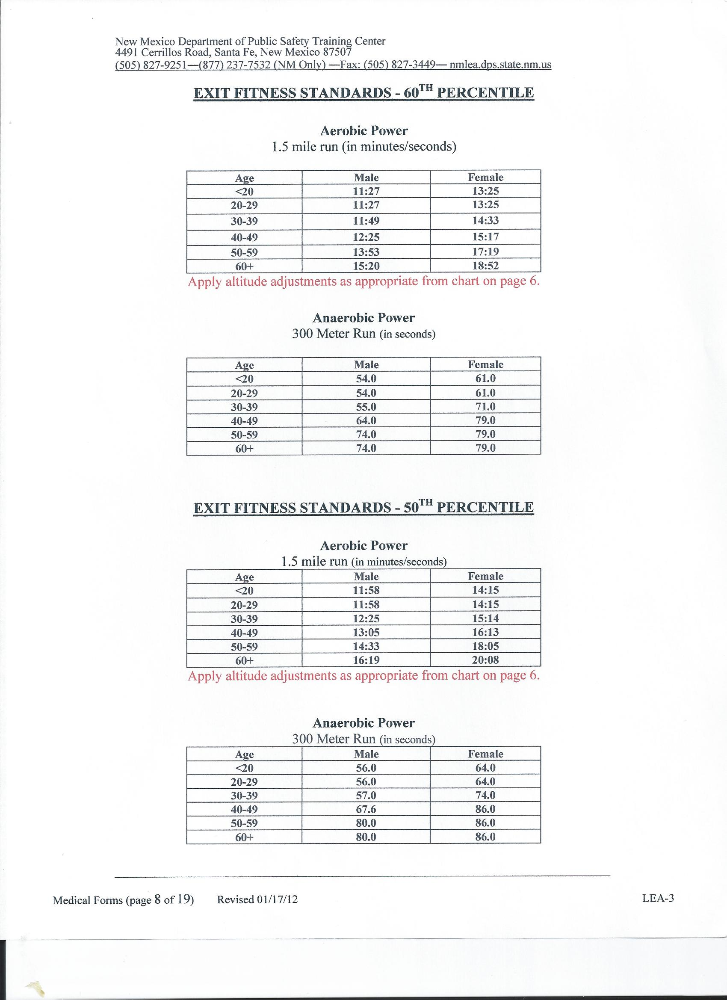 New Mexico Department of Public Safety Training Center
4491 Cerrillos Road, Santa Fe, New Mexico 87507
(505) 827-9251—(877) 237-7532 (NM Only) —Fax: (505) 827-3449— nmlea.dps.state.nm.us
EXIT FITNESS STANDARDS - 60TH PERCENTILE
Aerobic Power
1.5 mile run (in minutes/seconds)
Age Male Female
<20 11:27 13:25
20-29 11:27 13:25
30-39 11:49 14:33
40-49 12:25 15:17
50-59 13:53 17:19
60+ 15:20 18:52
Apply altitude adjustments as appropriate from chart on page 6.
Anaerobic Power
300 Meter Run (in seconds)
Age Male Female
<20 54.0 61.0
20-29 54.0 61.0
30-39 55.0 71.0
40-49 64.0 79.0
50-59 74.0 79.0
60+ 74.0 79.0
EXIT FITNESS STANDARDS - 50TH PERCENTILE
Aerobic Power
1.5 mile run (in minutes/seconds)
Age Male Female
<20 11:58 14:15
20-29 11:58 14:15
30-39 12:25 15:14
40-49 13:05 16:13
50-59 14:33 18:05
60+ 16:19 20:08
Apply altitude adjustments as appropriate from chart on page 6.
Anaerobic Power
300 Meter Run (in seconds)
Age Male Female
<20 56.0 64.0
20-29 56.0 64.0
30-39 57.0 74.0
40-49 67.6 86.0
50-59 80.0 86.0
60+ 80.0 86.0
Medical Forms (page 8 of 19) Revised 01/17/12 LEA-3